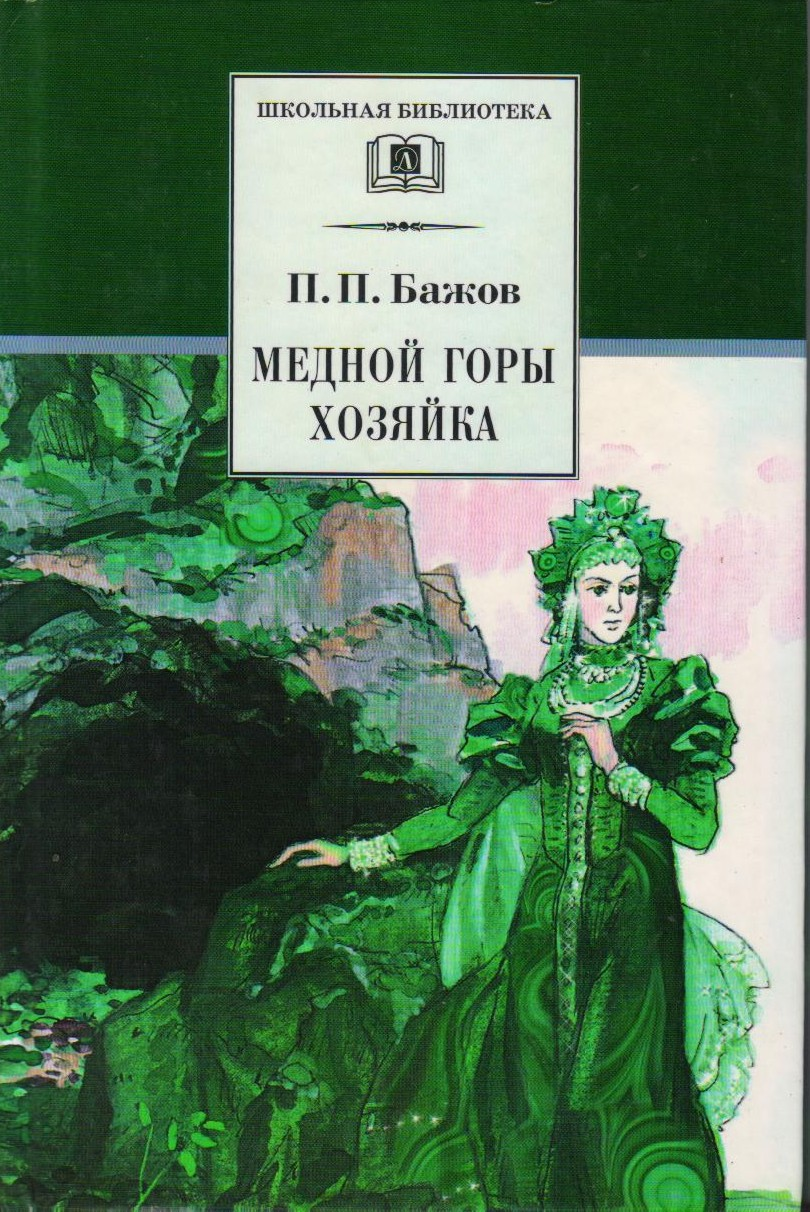 ШКОЛЬНАЯ БИБЛИОТЕКА
Д
П. П. Бажов
МЕДНОЙ ГОРЫ
ХОЗЯЙКА